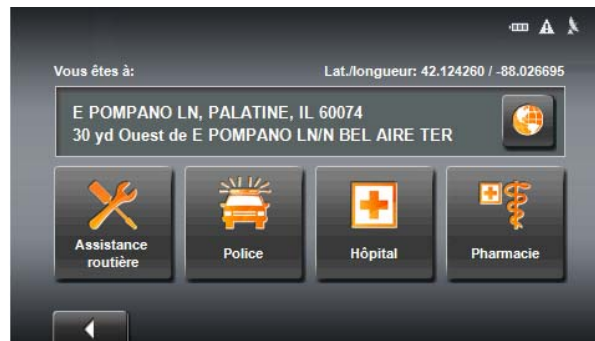 Vous êtes à: Lat./longueur: 42.124260 / -88.026695
E POMPANO LN, PALATINE, IL 60074
30 yd Ouest de E POMPANO LN/N BEL AIRE TER
Assistance
routière
Police
Hôpital
Pharmacie